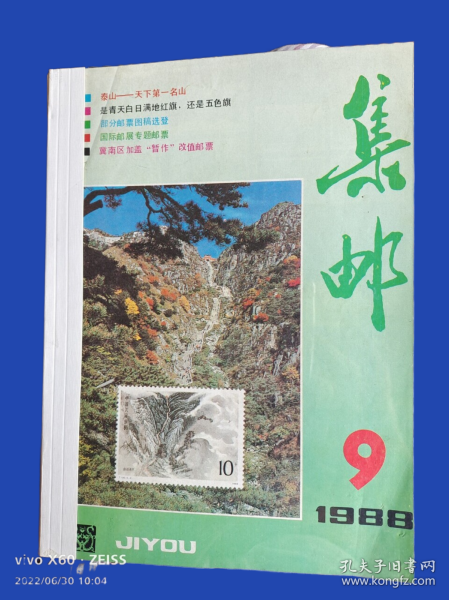 泰山——天下第一名山
是青天白日满地红旗，还是五色旗
部分邮票图稿选登
国际邮展专题邮票
冀南区加盖“暂作”改值邮票
集邮
10
9
1988
JIYOU
vivo X60 · ZEISS
2022/06/30 10:04
孔夫子旧书网
www.kongfz.com